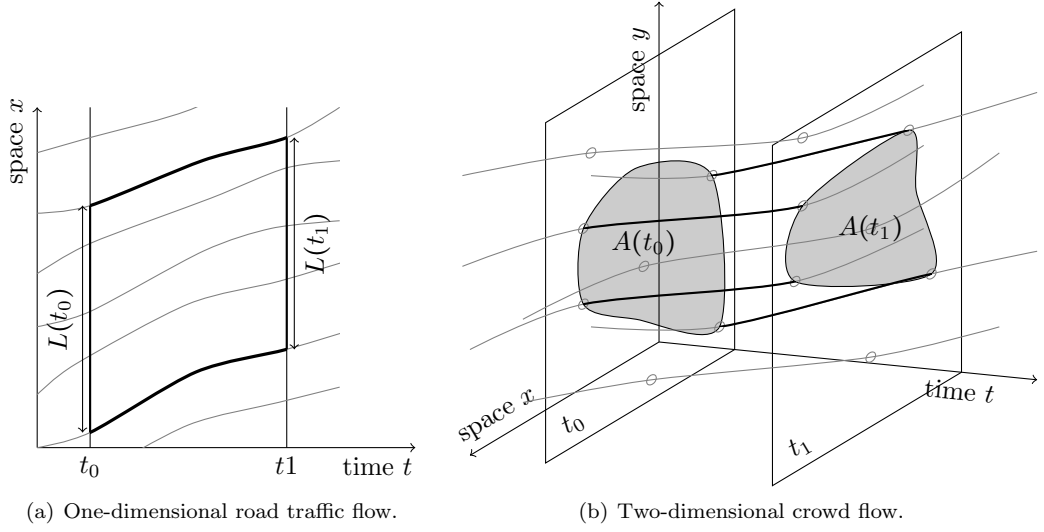 space x
L(t₀)
L(t₁)
t₀
t1
time t
(a) One-dimensional road traffic flow.
space y
A(t₀)
A(t₁)
space x
t₀
t₁
time t
(b) Two-dimensional crowd flow.